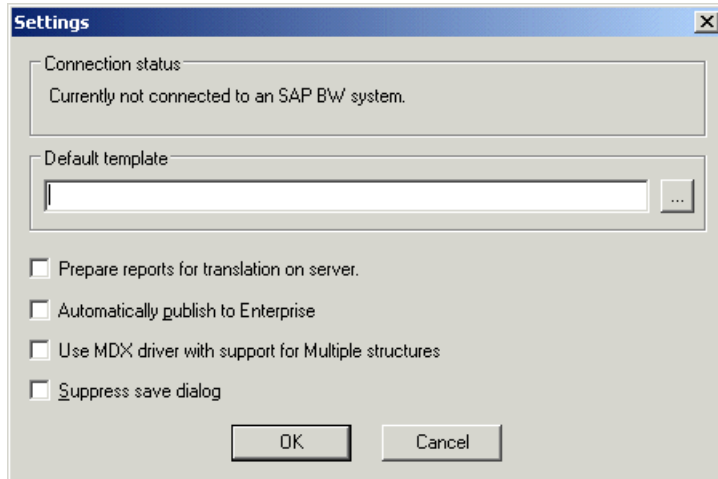 Settings
Connection status
Currently not connected to an SAP BW system.
Default template
...
Prepare reports for translation on server.
Automatically publish to Enterprise
Use MDX driver with support for Multiple structures
Suppress save dialog
OK Cancel